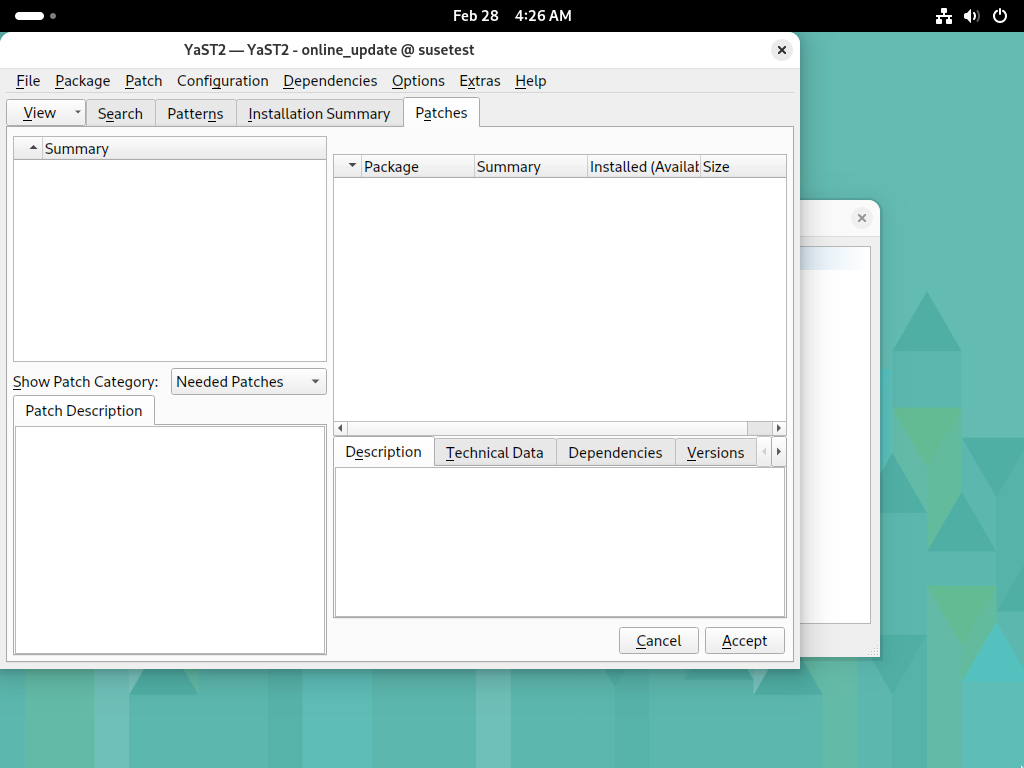 Feb 28 4:26 AM
YaST2 — YaST2 - online_update @ susetest
File Package Patch Configuration Dependencies Options Extras Help
View Search Patterns Installation Summary Patches
Summary
Package Summary Installed (Availab Size
Show Patch Category: Needed Patches
Patch Description
Description Technical Data Dependencies Versions
Cancel Accept